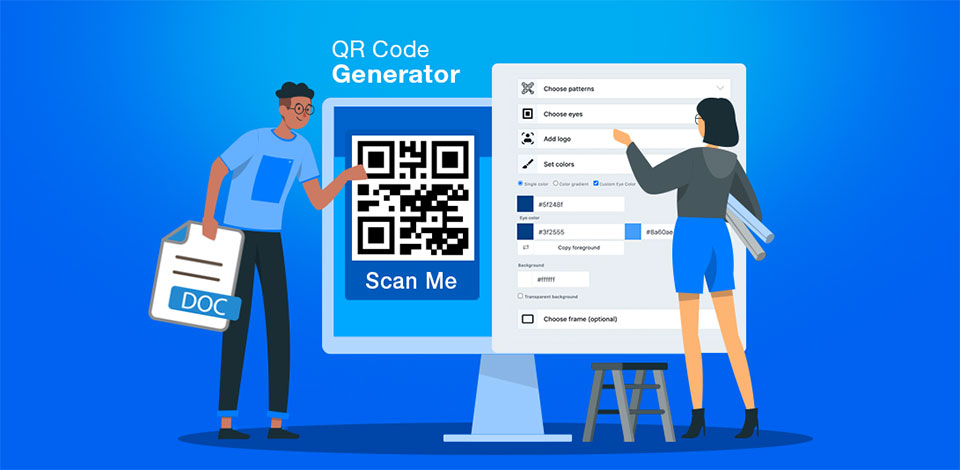 QR Code
Generator
Scan Me
DOC
Choose patterns
Choose eyes
Add logo
Set colors
Single color Color gradient Custom Eye Color
#5f248f
Eye color
#3f2555 #8a60ae
Copy foreground
Background
#ffffff
Transparent background
Choose frame (optional)